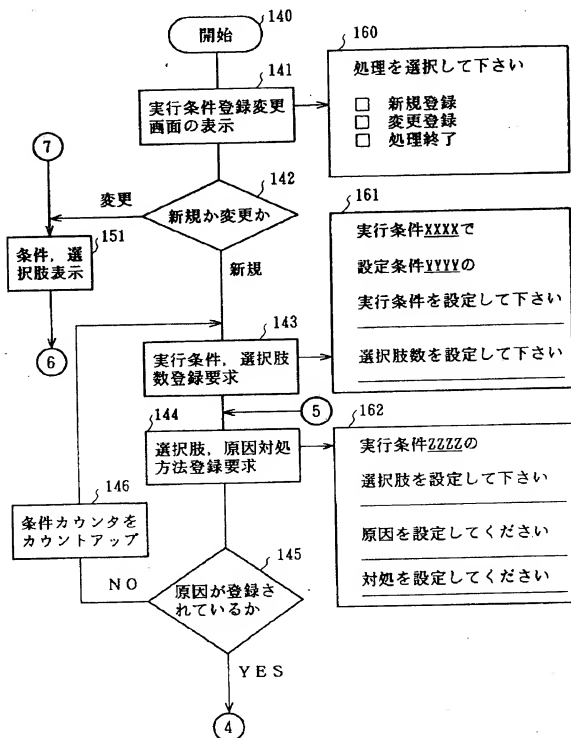 140
開始
141
実行条件登録変更
画面の表示
160
処理を選択して下さい
□ 新規登録
□ 変更登録
□ 処理終了
7
142
変更
新規か変更か
151
条件，選
択肢表示
新規
6
161
実行条件XXXXで
設定条件YYYYの
実行条件を設定して下さい
選択肢数を設定して下さい
143
実行条件，選択肢
数登録要求
5
144
選択肢，原因対処
方法登録要求
162
実行条件ZZZZの
選択肢を設定して下さい
原因を設定してください
対処を設定してください
146
条件カウンタを
カウントアップ
145
NO
原因が登録さ
れているか
YES
4